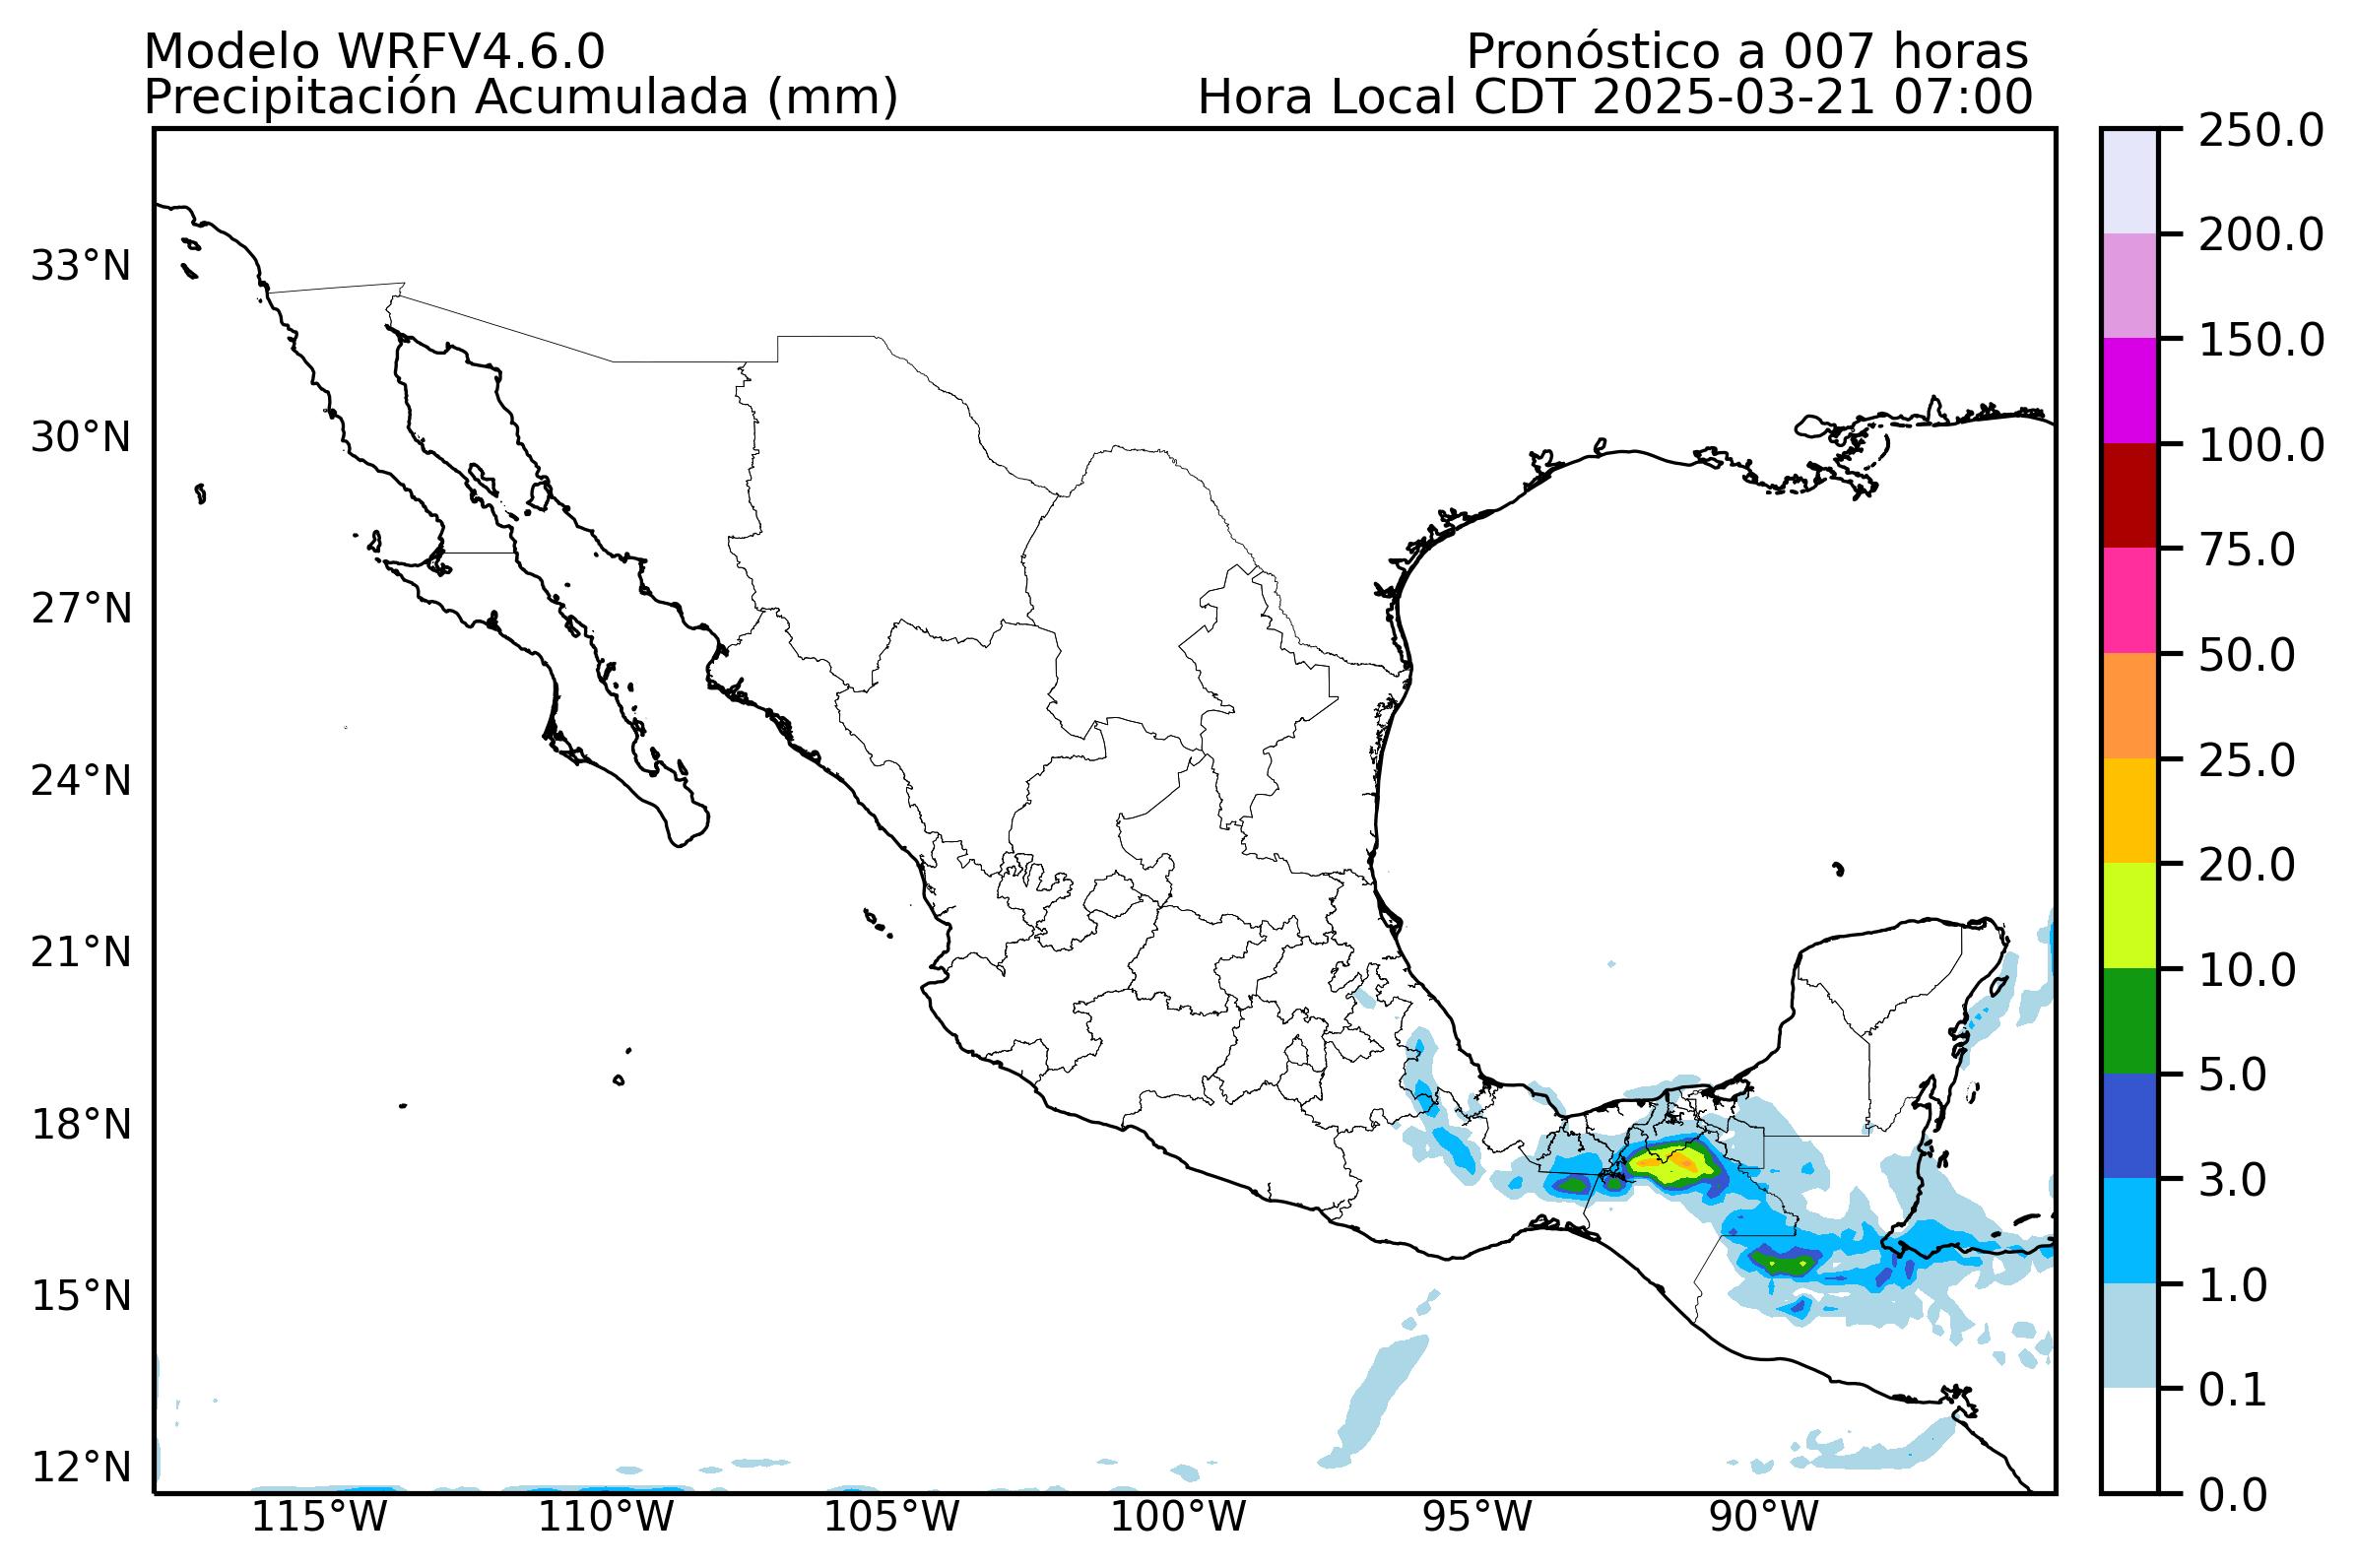 Modelo WRFV4.6.0
Pronóstico a 007 horas
Precipitación Acumulada (mm)
Hora Local CDT 2025-03-21 07:00
33°N
30°N
27°N
24°N
21°N
18°N
15°N
12°N
115°W
110°W
105°W
100°W
95°W
90°W
250.0
200.0
150.0
100.0
75.0
50.0
25.0
20.0
10.0
5.0
3.0
1.0
0.1
0.0